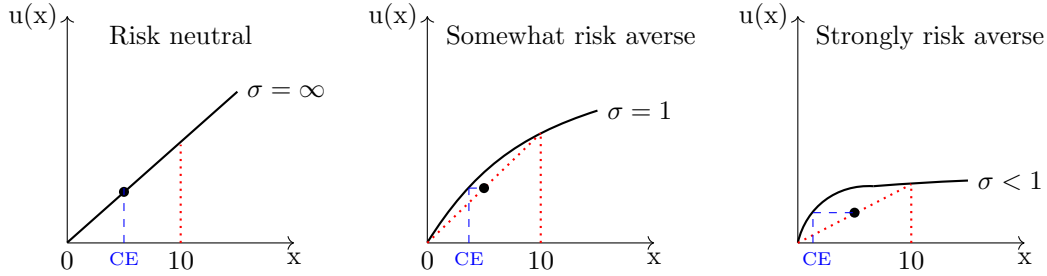 u(x)
Risk neutral
σ = ∞
0
CE
10
x
u(x)
Somewhat risk averse
σ = 1
0
CE
10
x
u(x)
Strongly risk averse
σ < 1
CE
10
x